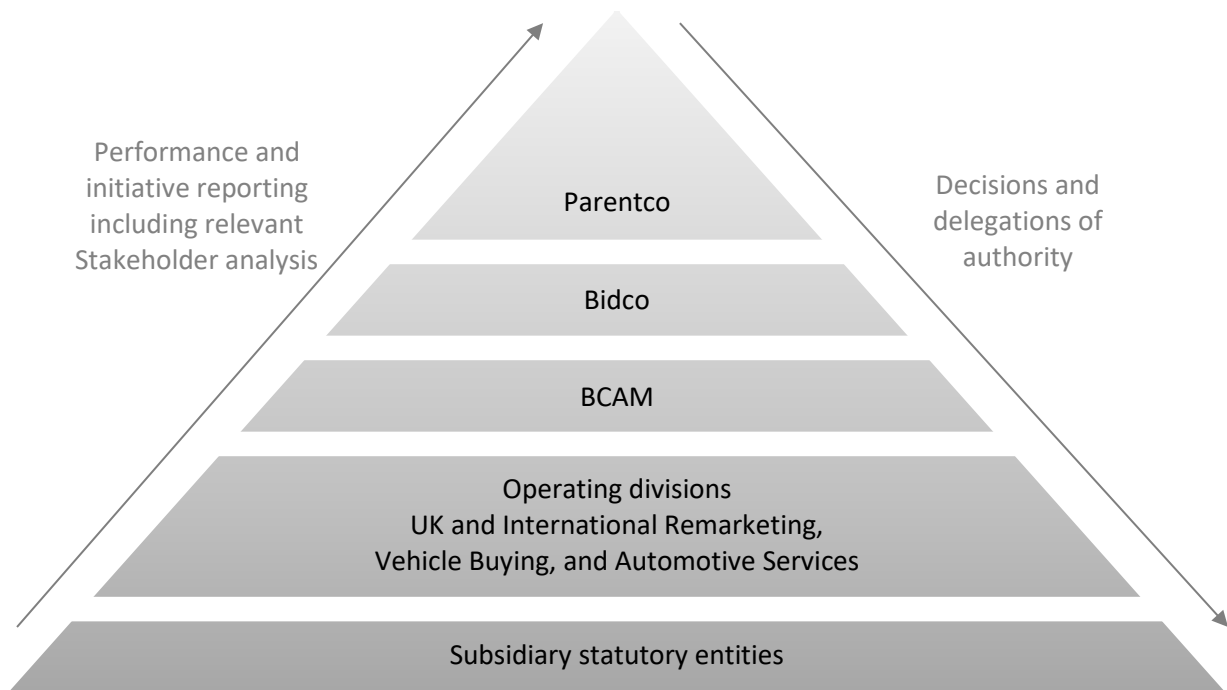 Performance and
initiative reporting
including relevant
Stakeholder analysis
Decisions and
delegations of
authority
Parentco
Bidco
BCAM
Operating divisions
UK and International Remarketing,
Vehicle Buying, and Automotive Services
Subsidiary statutory entities